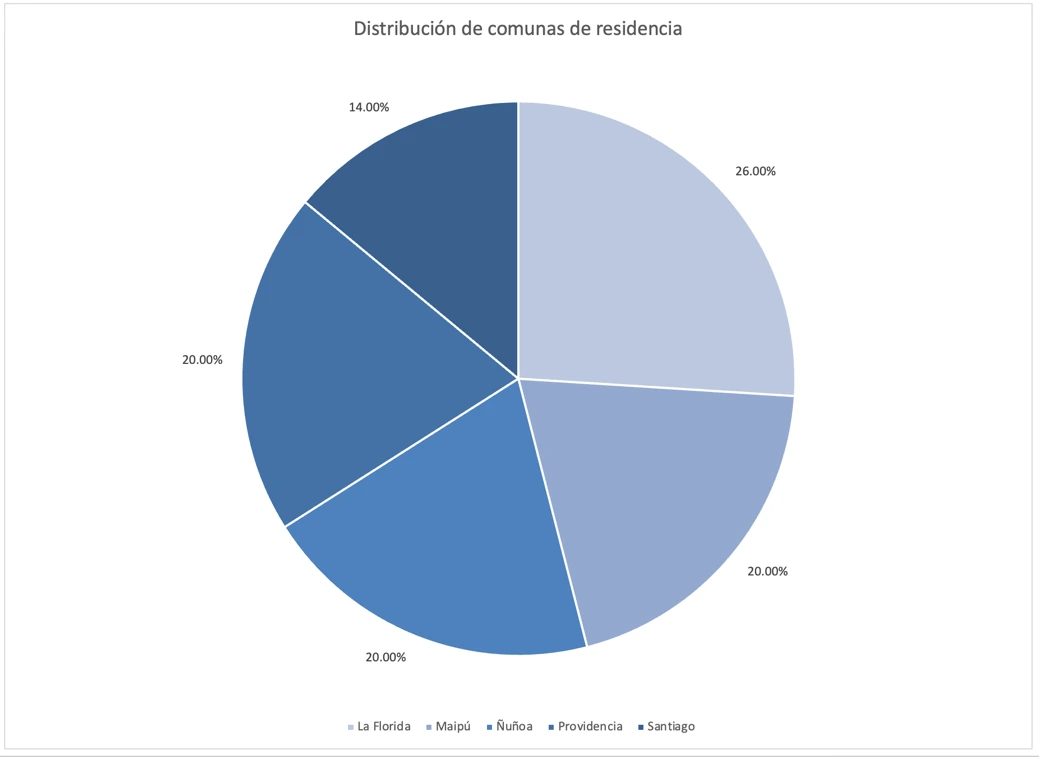 Distribución de comunas de residencia
14.00%
26.00%
20.00%
20.00%
20.00%
La Florida Maipú Ñuñoa Providencia Santiago